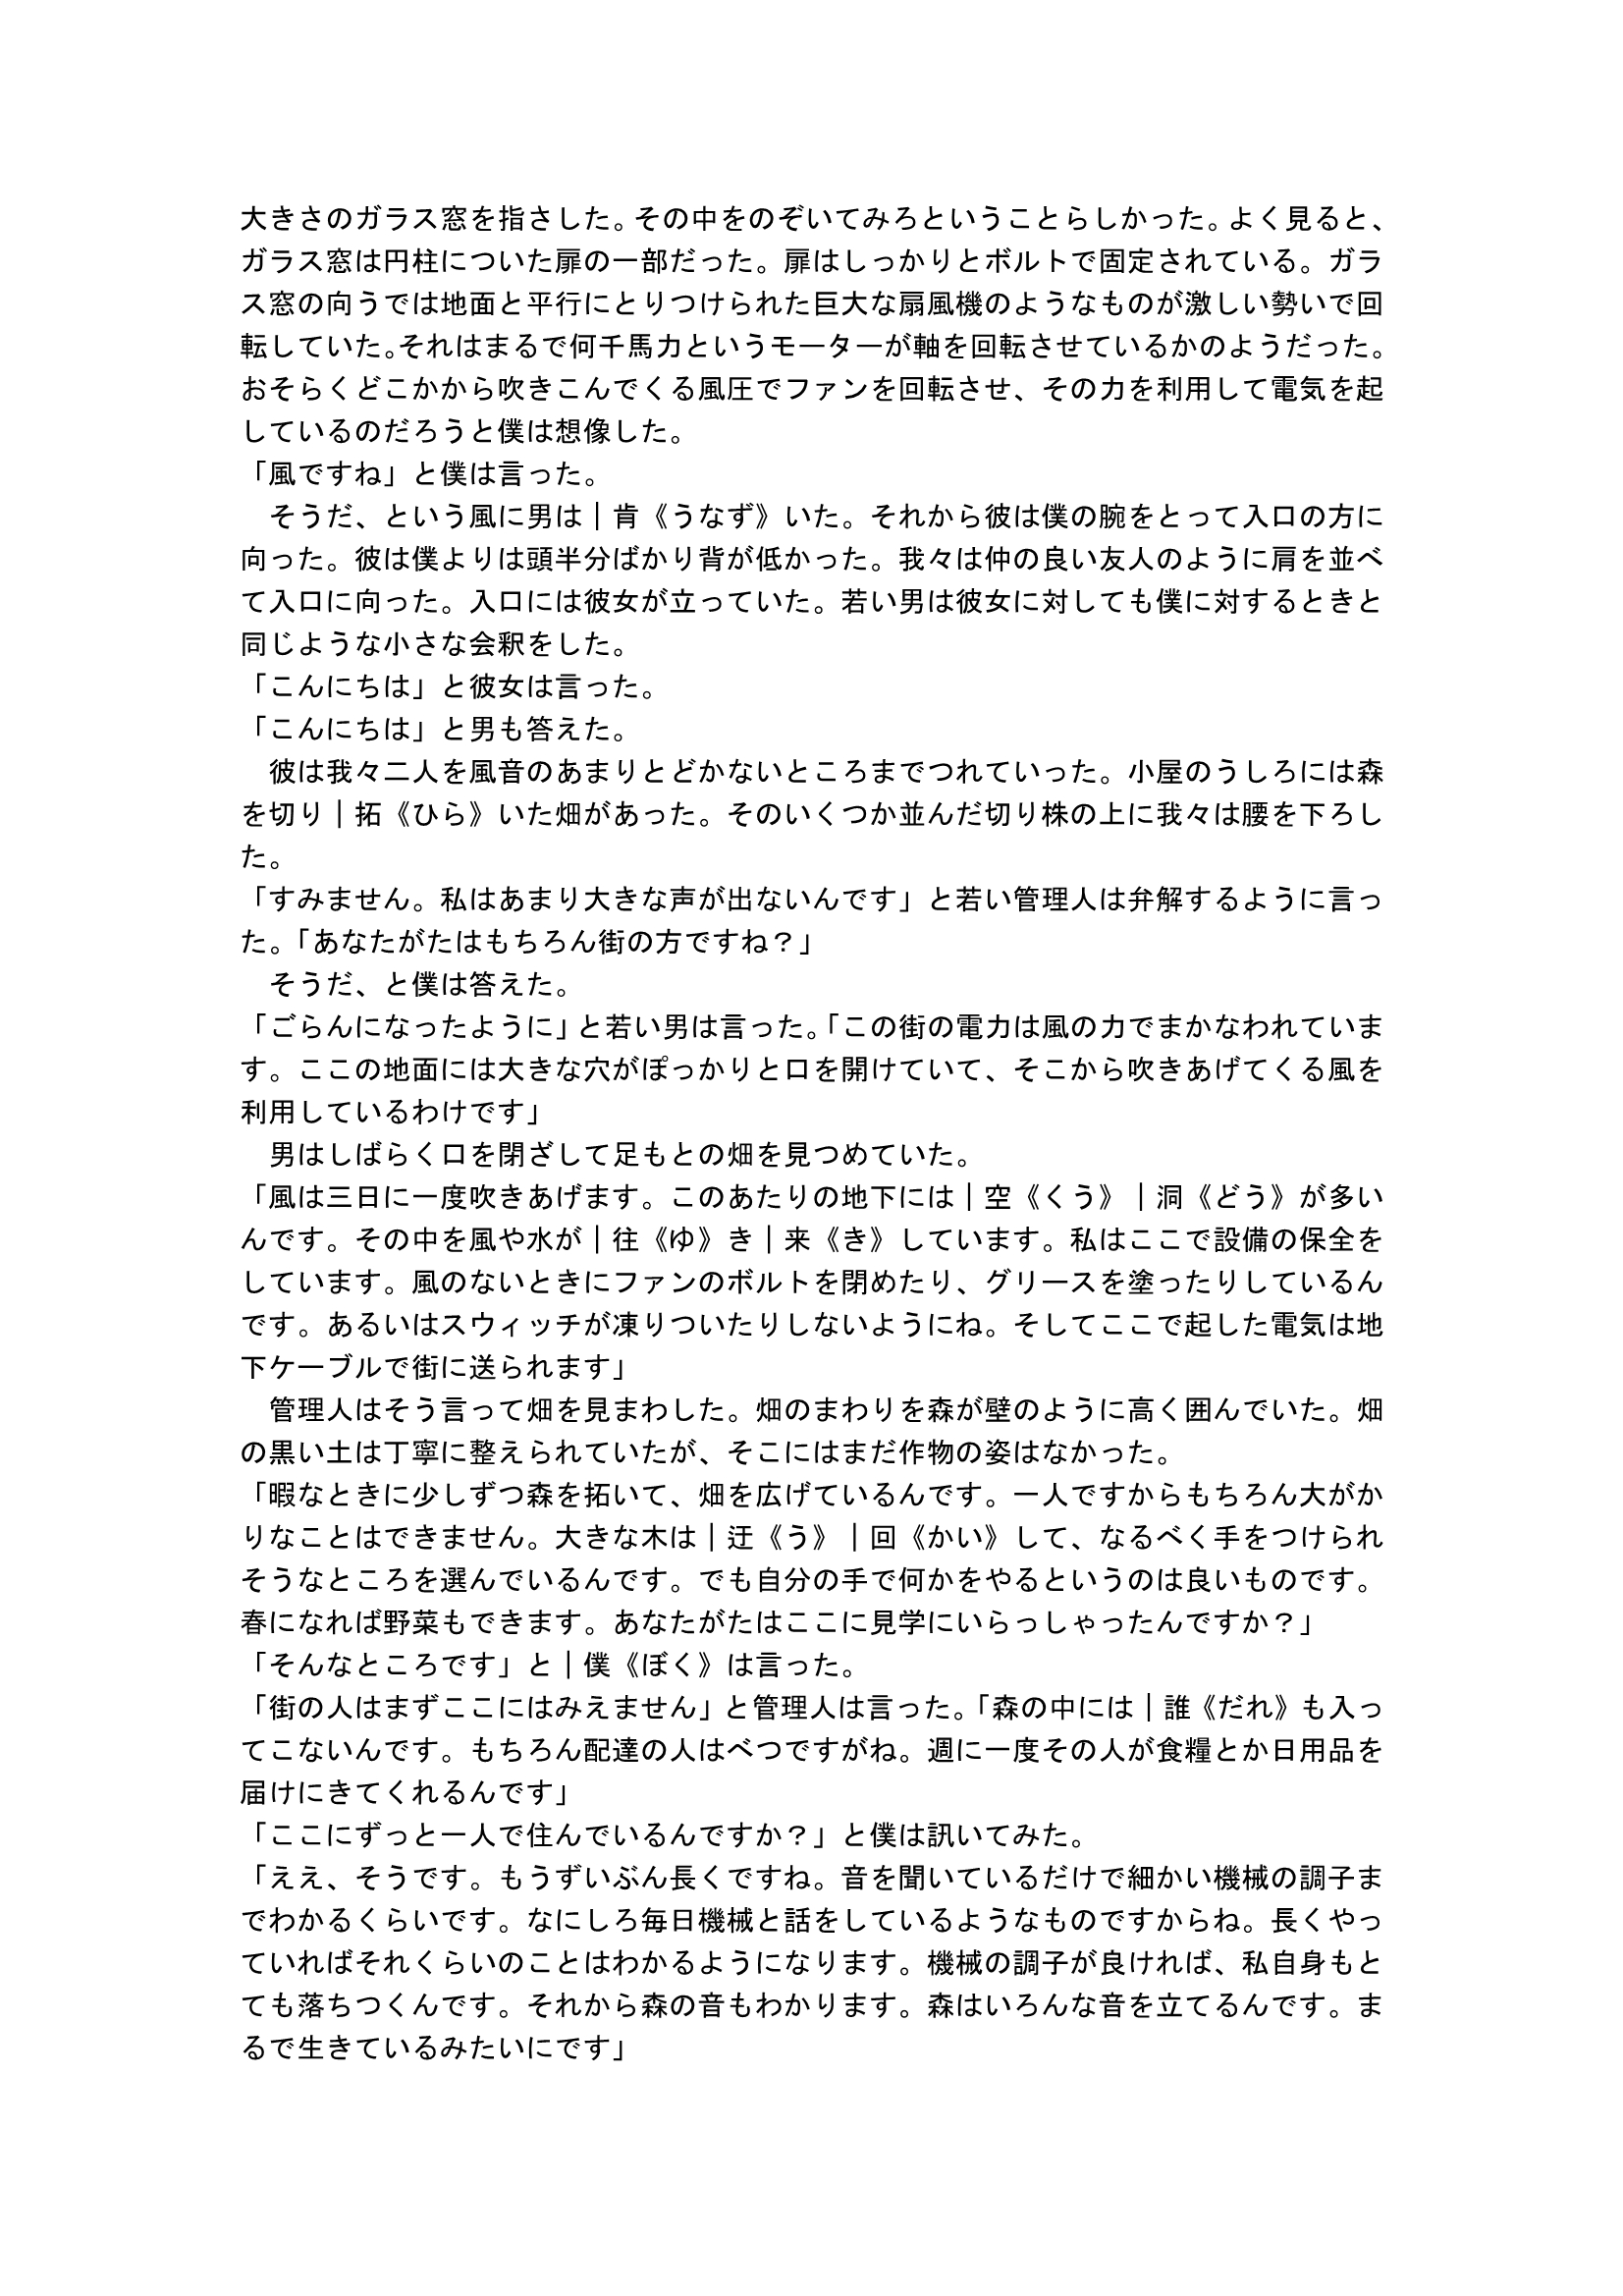 大きさのガラス窓を指さした。その中をのぞいてみろということらしかった。よく見ると、
ガラス窓は円柱についた扉の一部だった。扉はしっかりとボルトで固定されている。ガラ
ス窓の向うでは地面と平行にとりつけられた巨大な扇風機のようなものが激しい勢いで回
転していた。それはまるで何千馬力というモーターが軸を回転させているかのようだった。
おそらくどこかから吹きこんでくる風圧でファンを回転させ、その力を利用して電気を起
しているのだろうと僕は想像した。
「風ですね」と僕は言った。
　そうだ、という風に男は｜肯《うなず》いた。それから彼は僕の腕をとって入口の方に
向った。彼は僕よりは頭半分ばかり背が低かった。我々は仲の良い友人のように肩を並べ
て入口に向った。入口には彼女が立っていた。若い男は彼女に対しても僕に対するときと
同じような小さな会釈をした。
「こんにちは」と彼女は言った。
「こんにちは」と男も答えた。
　彼は我々二人を風音のあまりとどかないところまでつれていった。小屋のうしろには森
を切り｜拓《ひら》いた畑があった。そのいくつか並んだ切り株の上に我々は腰を下ろし
た。
「すみません。私はあまり大きな声が出ないんです」と若い管理人は弁解するように言っ
た。「あなたがたはもちろん街の方ですね？」
　そうだ、と僕は答えた。
「ごらんになったように」と若い男は言った。「この街の電力は風の力でまかなわれていま
す。ここの地面には大きな穴がぽっかりと口を開けていて、そこから吹きあげてくる風を
利用しているわけです」
　男はしばらく口を閉ざして足もとの畑を見つめていた。
「風は三日に一度吹きあげます。このあたりの地下には｜空《くう》｜洞《どう》が多い
んです。その中を風や水が｜往《ゆ》き｜来《き》しています。私はここで設備の保全を
しています。風のないときにファンのボルトを閉めたり、グリースを塗ったりしているん
です。あるいはスウィッチが凍りついたりしないようにね。そしてここで起した電気は地
下ケーブルで街に送られます」
　管理人はそう言って畑を見まわした。畑のまわりを森が壁のように高く囲んでいた。畑
の黒い土は丁寧に整えられていたが、そこにはまだ作物の姿はなかった。
「暇なときに少しずつ森を拓いて、畑を広げているんです。一人ですからもちろん大がか
りなことはできません。大きな木は｜迂《う》｜回《かい》して、なるべく手をつけられ
そうなところを選んでいるんです。でも自分の手で何かをやるというのは良いものです。
春になれば野菜もできます。あなたがたはここに見学にいらっしゃったんですか？」
「そんなところです」と｜僕《ぼく》は言った。
「街の人はまずここにはみえません」と管理人は言った。「森の中には｜誰《だれ》も入っ
てこないんです。もちろん配達の人はべつですがね。週に一度その人が食糧とか日用品を
届けにきてくれるんです」
「ここにずっと一人で住んでいるんですか？」と僕は訊いてみた。
「ええ、そうです。もうずいぶん長くですね。音を聞いているだけで細かい機械の調子ま
でわかるくらいです。なにしろ毎日機械と話をしているようなものですからね。長くやっ
ていればそれくらいのことはわかるようになります。機械の調子が良ければ、私自身もと
ても落ちつくんです。それから森の音もわかります。森はいろんな音を立てるんです。ま
るで生きているみたいにです」